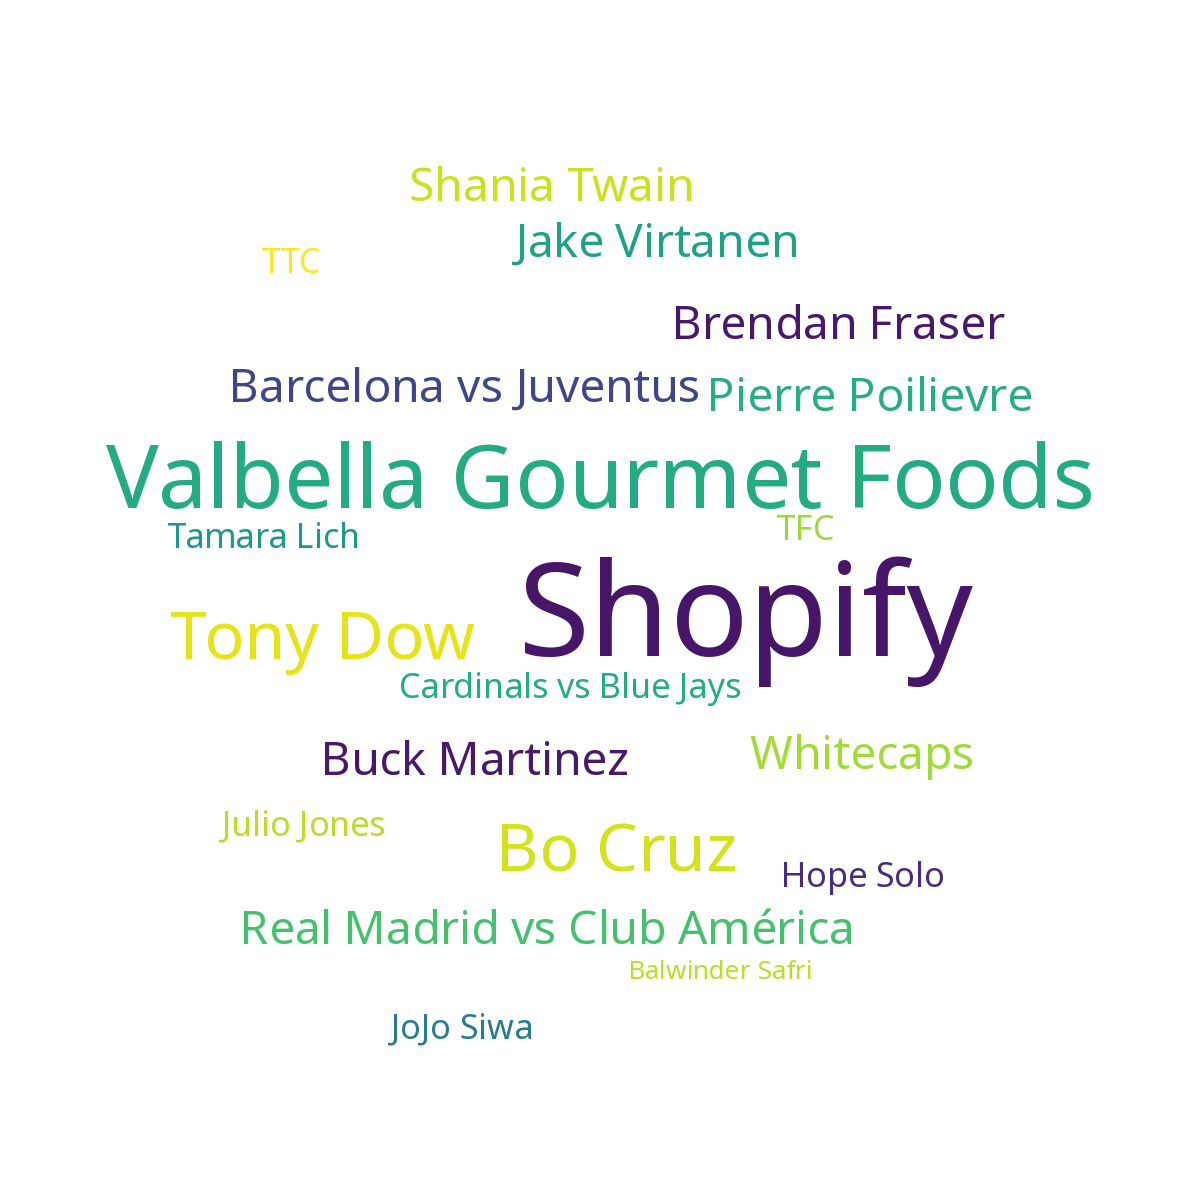 Shania Twain
Jake Virtanen
TTC
Brendan Fraser
Barcelona vs Juventus
Pierre Poilievre
Valbella Gourmet Foods
Tamara Lich
TFC
Shopify
Tony Dow
Cardinals vs Blue Jays
Buck Martinez
Whitecaps
Julio Jones
Bo Cruz
Hope Solo
Real Madrid vs Club América
Balwinder Safri
JoJo Siwa